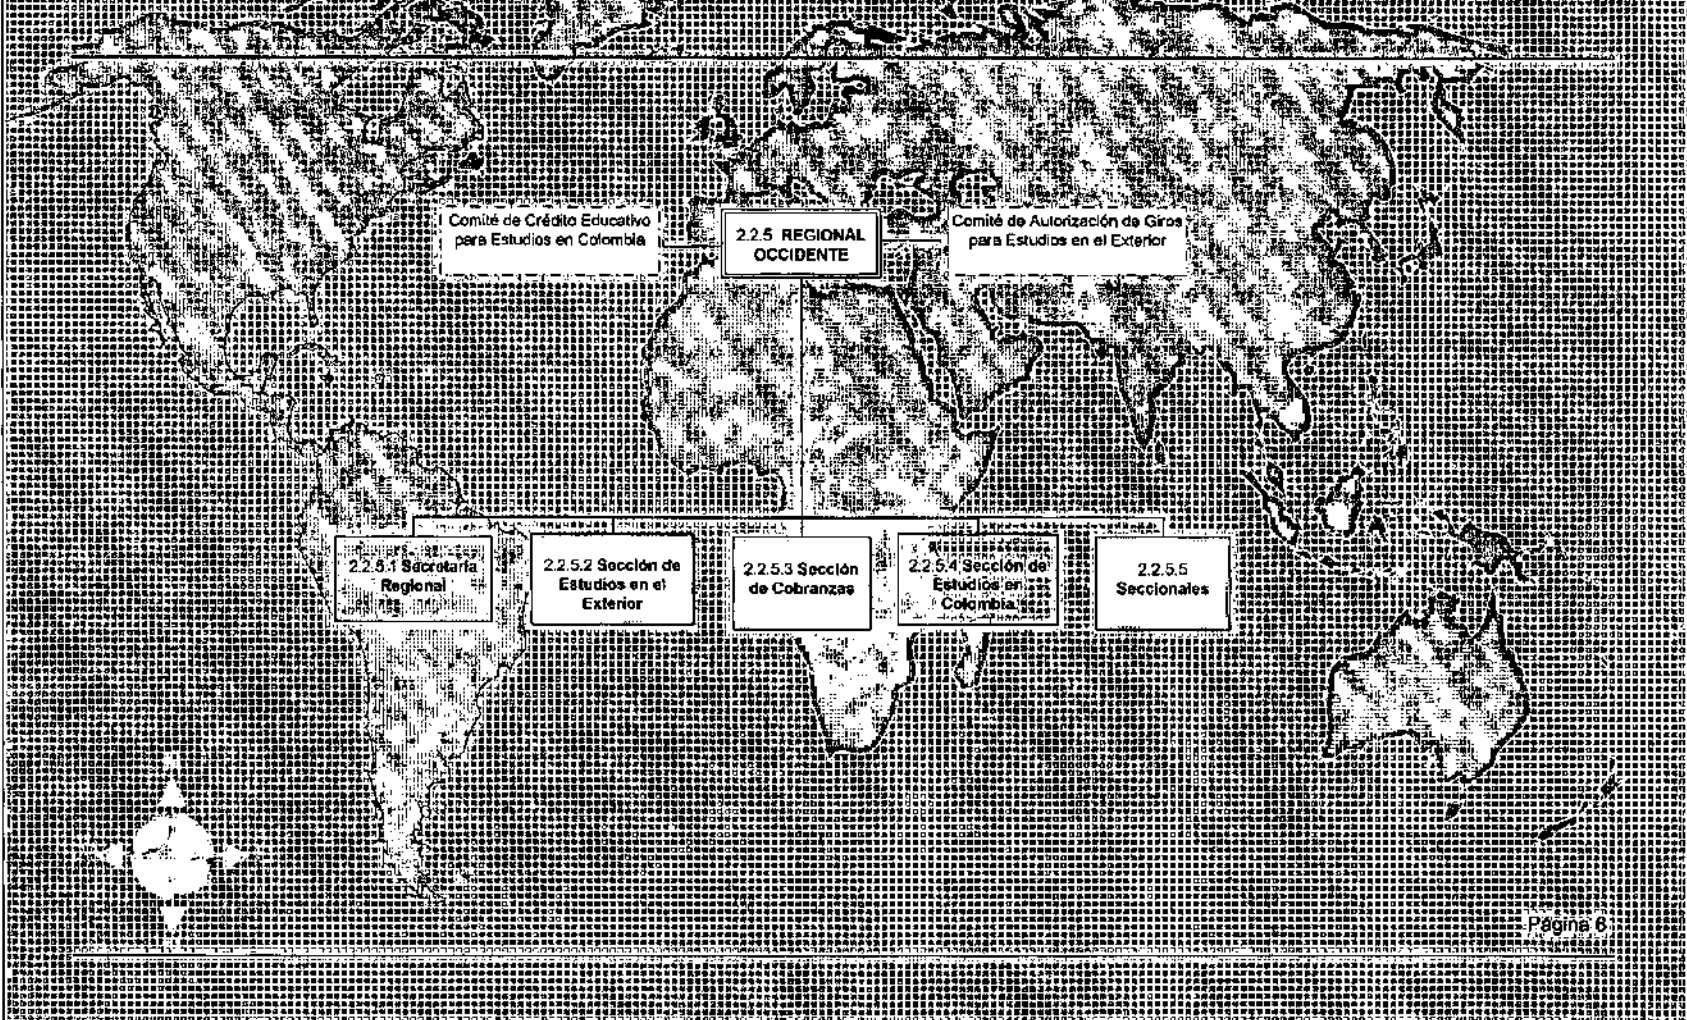 Comité de Crédito Educativo
para Estudios en Colombia
2.2.5 REGIONAL
OCCIDENTE
Comité de Autorización de Giros
para Estudios en el Exterior
2.2.5.1 Secretaría
Regional
2.2.5.2 Sección de
Estudios en el
Exterior
2.2.5.3 Sección
de Cobranzas
2.2.5.4 Sección de
Estudios en
Colombia
2.2.5.5
Seccionales
Página 6